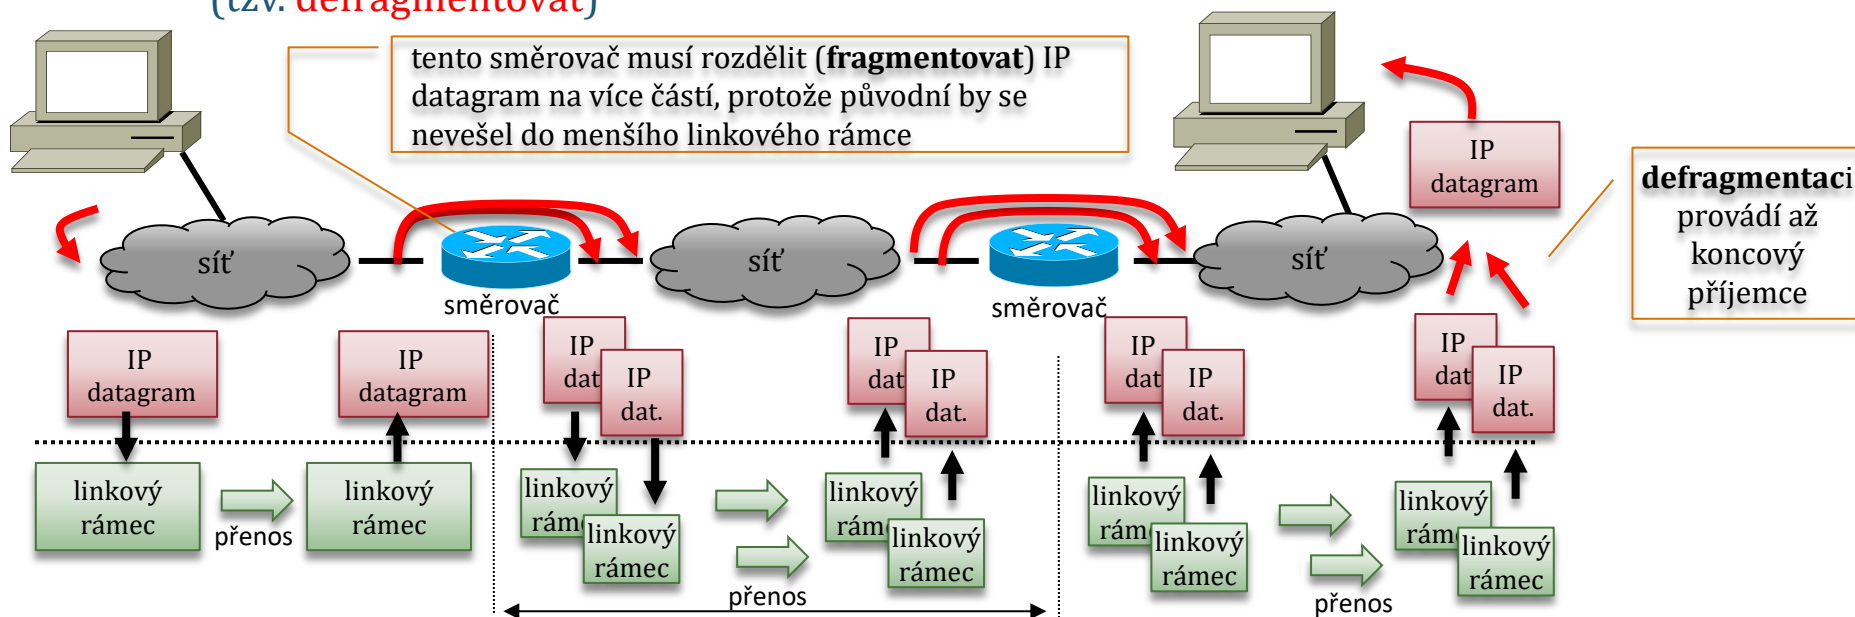 (tzv. defragmentovat)
tento směrovač musí rozdělit (fragmentovat) IP
datagram na více částí, protože původní by se
nevešel do menšího linkového rámce
IP
datagram
defragmentaci
provádí až
koncový
příjemce
síť
síť
síť
směrovač
směrovač
IP
datagram
IP
datagram
IP
dat.
IP
dat.
IP
dat
IP
dat.
IP
dat
IP
dat.
IP
dat
IP
dat.
linkový
rámec
přenos
linkový
rámec
linkový
rám
linkový
rámec
přenos
linkový
rám
linkový
rámec
linkový
rám
linkový
rámec
přenos
linkový
rám
linkový
rámec